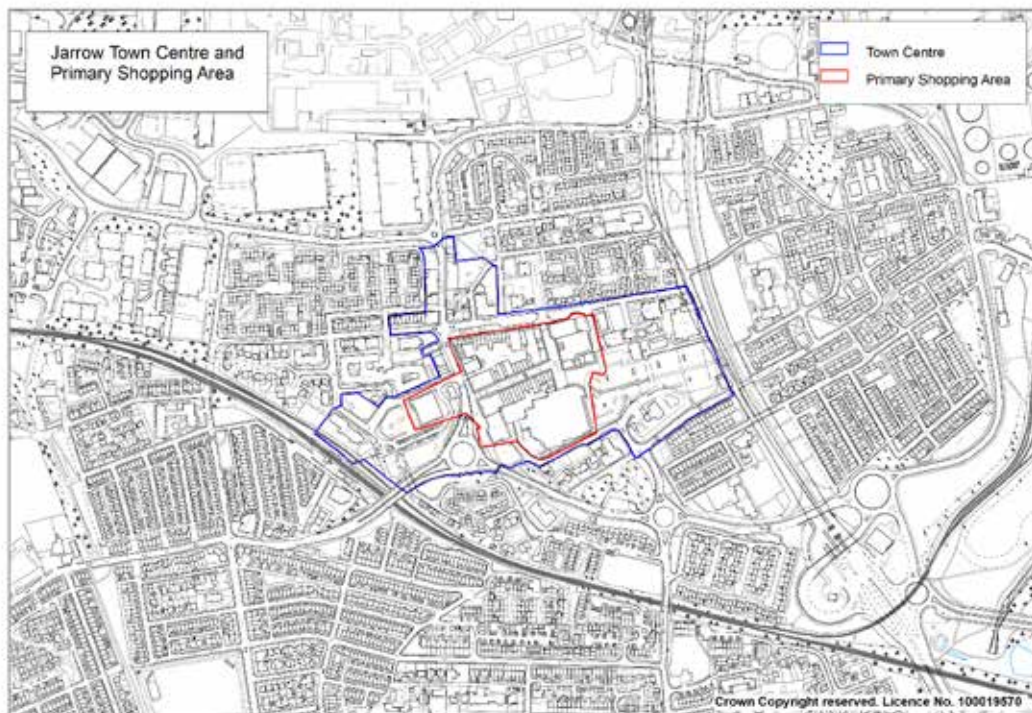 Jarrow Town Centre and
Primary Shopping Area
Town Centre
Primary Shopping Area
Crown Copyright reserved. Licence No. 100019570